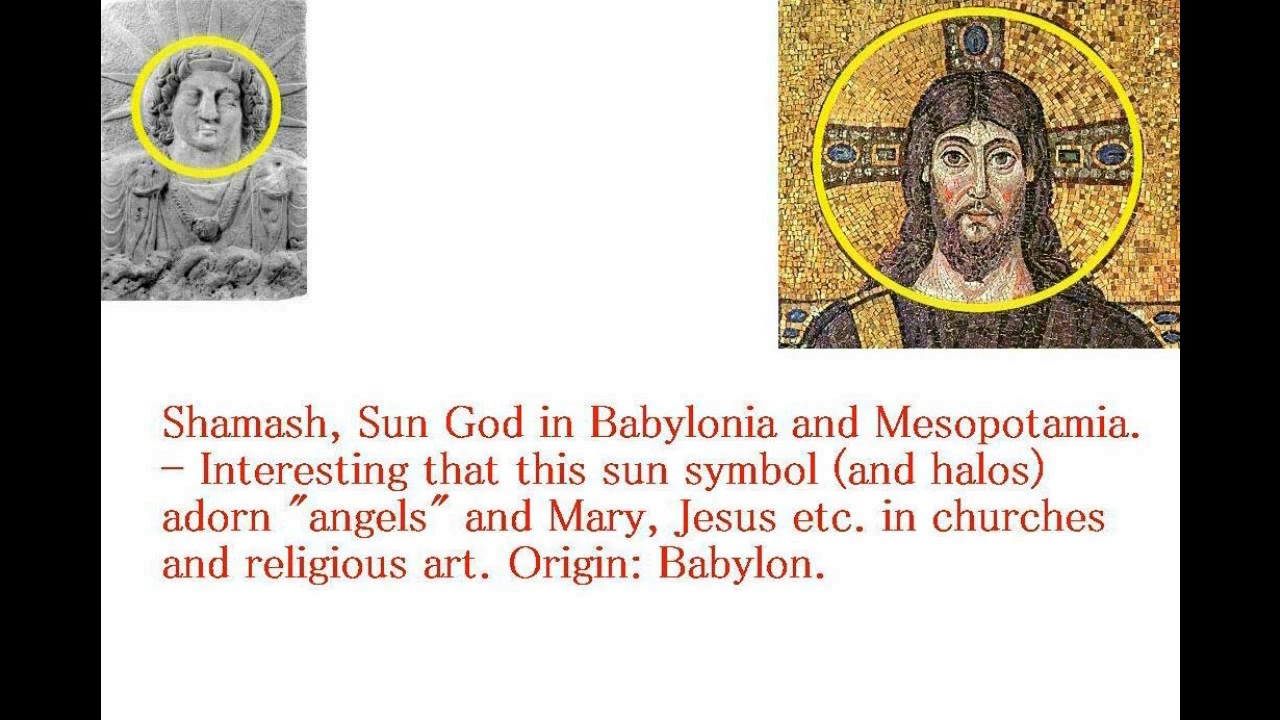 Shamash, Sun God in Babylonia and Mesopotamia.
- Interesting that this sun symbol (and halos)
adorn "angels" and Mary, Jesus etc. in churches
and religious art. Origin: Babylon.